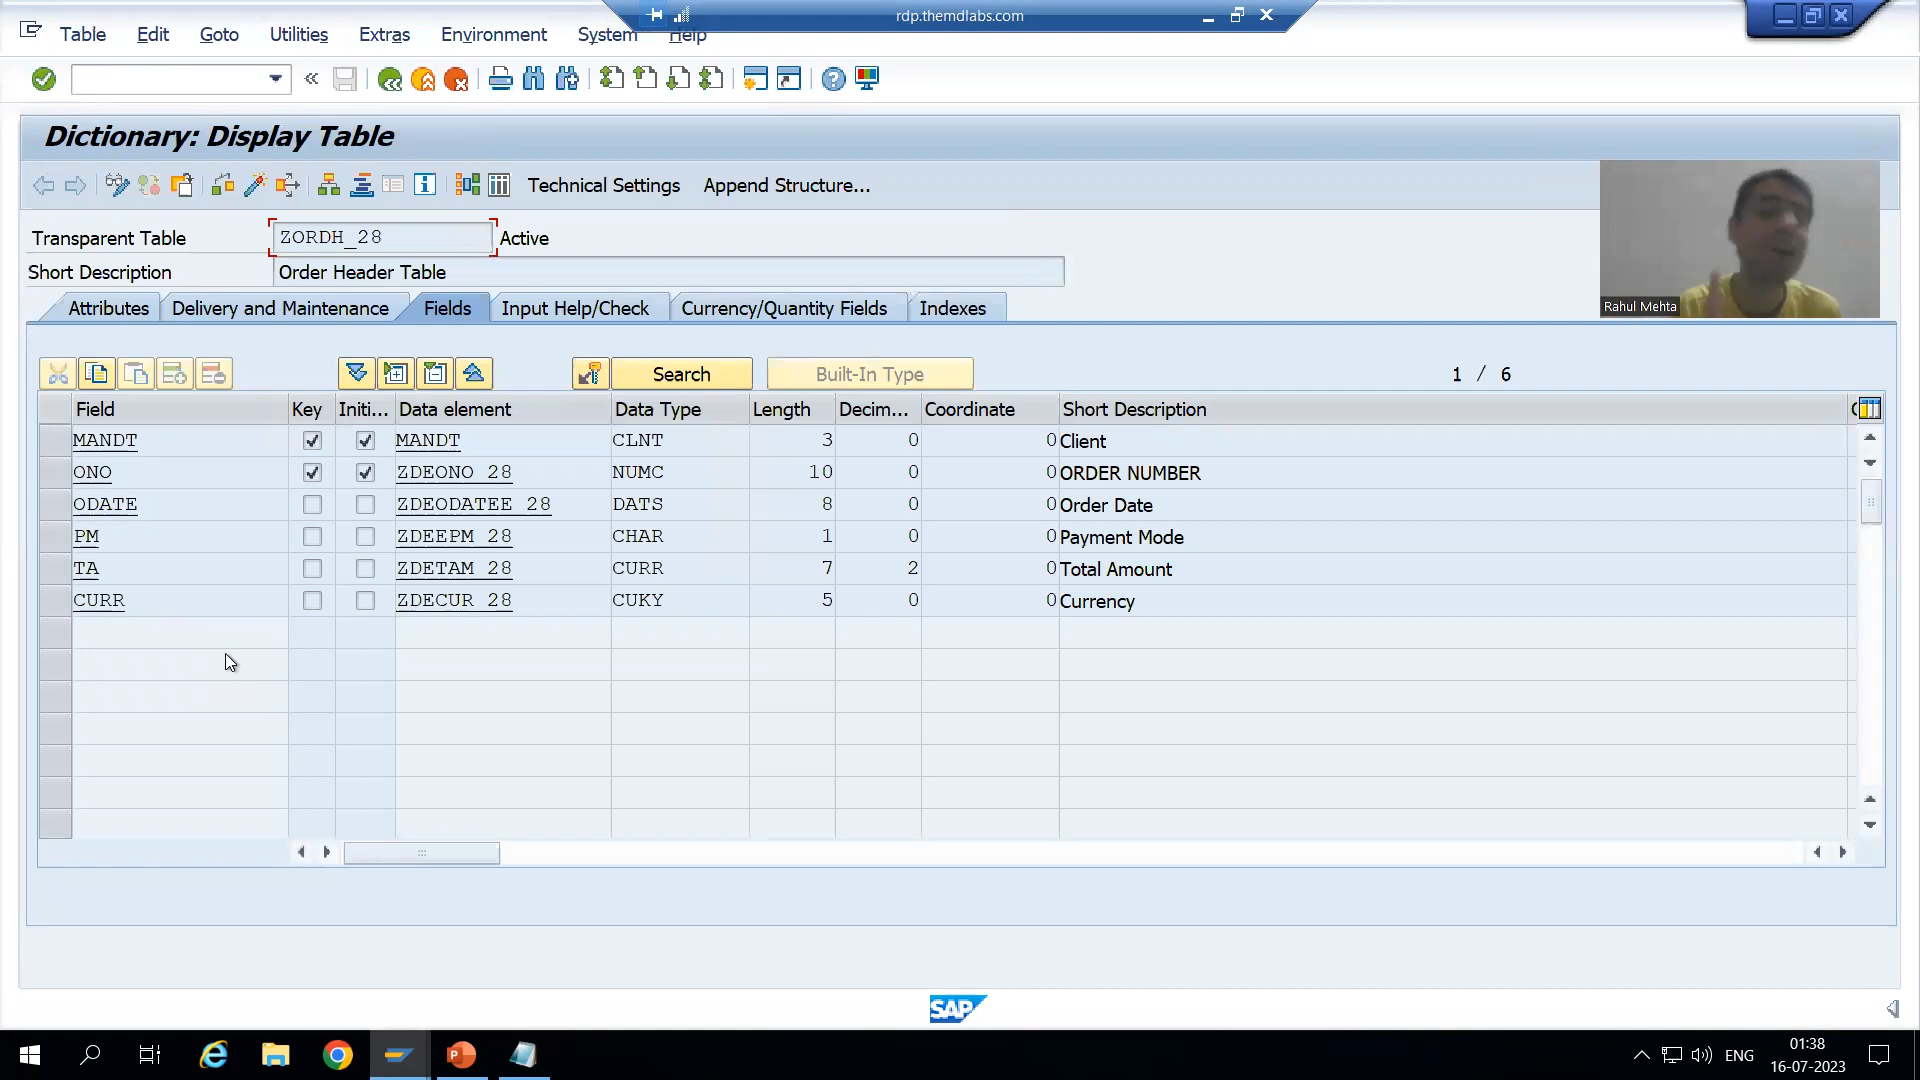 rdp.themdlabs.com
Table Edit Goto Utilities Extras Environment System Help
Dictionary: Display Table
Technical Settings Append Structure...
Transparent Table ZORDH_28 Active
Short Description Order Header Table
Rahul Mehta
Attributes Delivery and Maintenance Fields Input Help/Check Currency/Quantity Fields Indexes
Search Built-In Type 1 / 6
Field Key Initi... Data element Data Type Length Decim... Coordinate Short Description
MANDT MANDT CLNT 3 0 0 Client
ONO ZDEONO_28 NUMC 10 0 0 ORDER NUMBER
ODATE ZDEODATEE_28 DATS 8 0 0 Order Date
PM ZDEEPM_28 CHAR 1 0 0 Payment Mode
TA ZDETAM_28 CURR 7 2 0 Total Amount
CURR ZDECUR_28 CUKY 5 0 0 Currency
SAP
ENG
01:38
16-07-2023